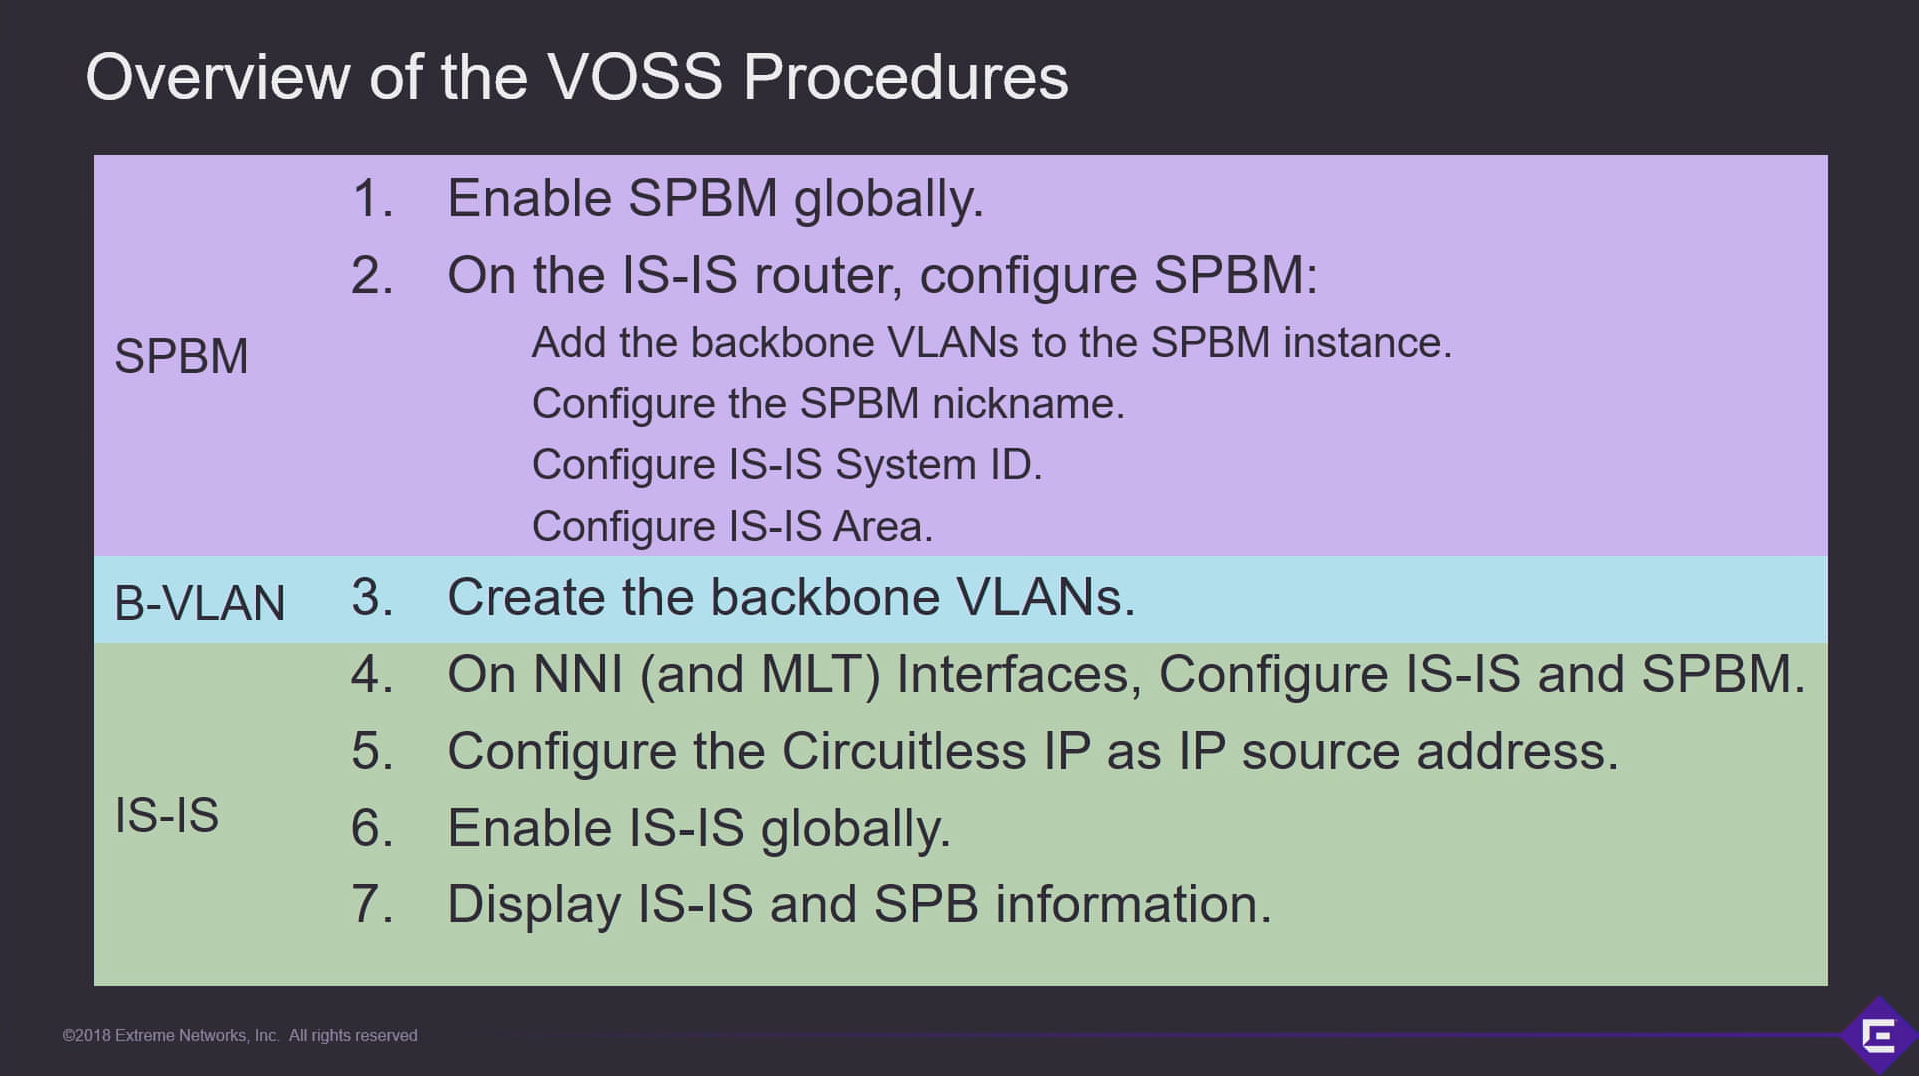 Overview of the VOSS Procedures
SPBM
1. Enable SPBM globally.
2. On the IS-IS router, configure SPBM:
Add the backbone VLANs to the SPBM instance.
Configure the SPBM nickname.
Configure IS-IS System ID.
Configure IS-IS Area.
B-VLAN
3. Create the backbone VLANs.
IS-IS
4. On NNI (and MLT) Interfaces, Configure IS-IS and SPBM.
5. Configure the Circuitless IP as IP source address.
6. Enable IS-IS globally.
7. Display IS-IS and SPB information.
©2018 Extreme Networks, Inc. All rights reserved